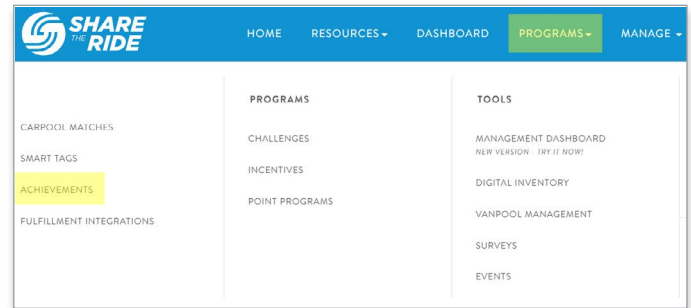 SHARE
THE RIDE
HOME RESOURCES DASHBOARD PROGRAMS MANAGE
CARPOOL MATCHES
SMART TAGS
ACHIEVEMENTS
FULFILLMENT INTEGRATIONS
PROGRAMS
CHALLENGES
INCENTIVES
POINT PROGRAMS
TOOLS
MANAGEMENT DASHBOARD
NEW VERSION - TRY IT NOW!
DIGITAL INVENTORY
VANPOOL MANAGEMENT
SURVEYS
EVENTS